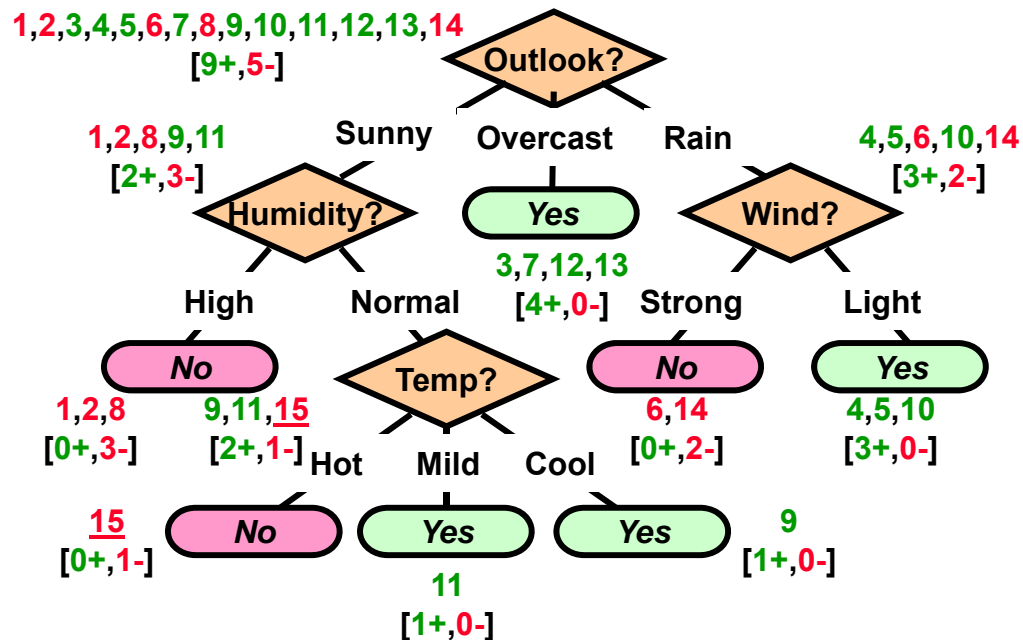 1,2,3,4,5,6,7,8,9,10,11,12,13,14
[9+,5-]
Outlook?
Sunny
Overcast
Rain
1,2,8,9,11
[2+,3-]
4,5,6,10,14
[3+,2-]
Humidity?
Yes
Wind?
3,7,12,13
[4+,0-]
High
Normal
Strong
Light
No
Temp?
No
Yes
1,2,8
[0+,3-]
9,11,15
[2+,1-]
6,14
[0+,2-]
4,5,10
[3+,0-]
Hot
Mild
Cool
15
[0+,1-]
No
Yes
Yes
9
[1+,0-]
11
[1+,0-]